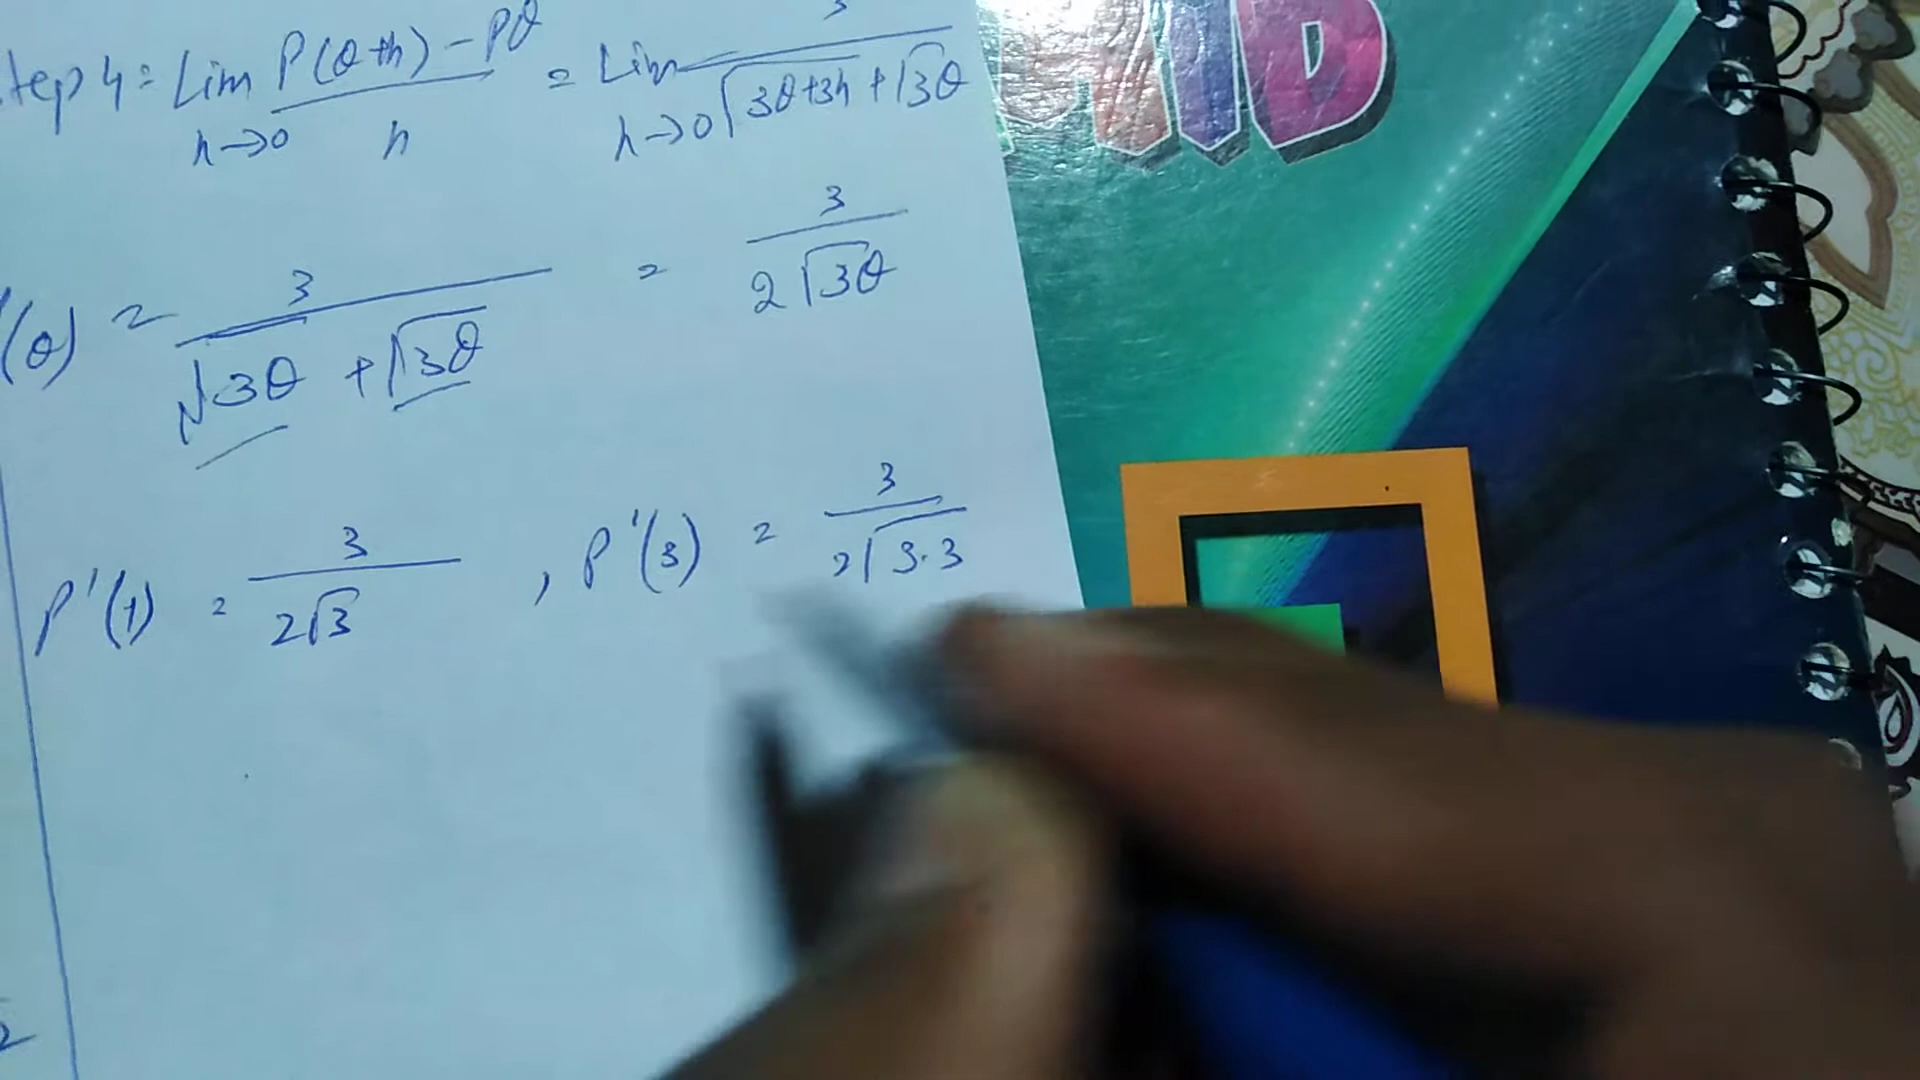 tep 4 = Lim h→0 P(θ+h) - Pθ / h = Lim h→0 3 / √3θ+3h + √3θ
'(θ) = 3 / √3θ + √3θ = 3 / 2√3θ
P'(1) = 3 / 2√3 , P'(3) = 3 / 2√3.3